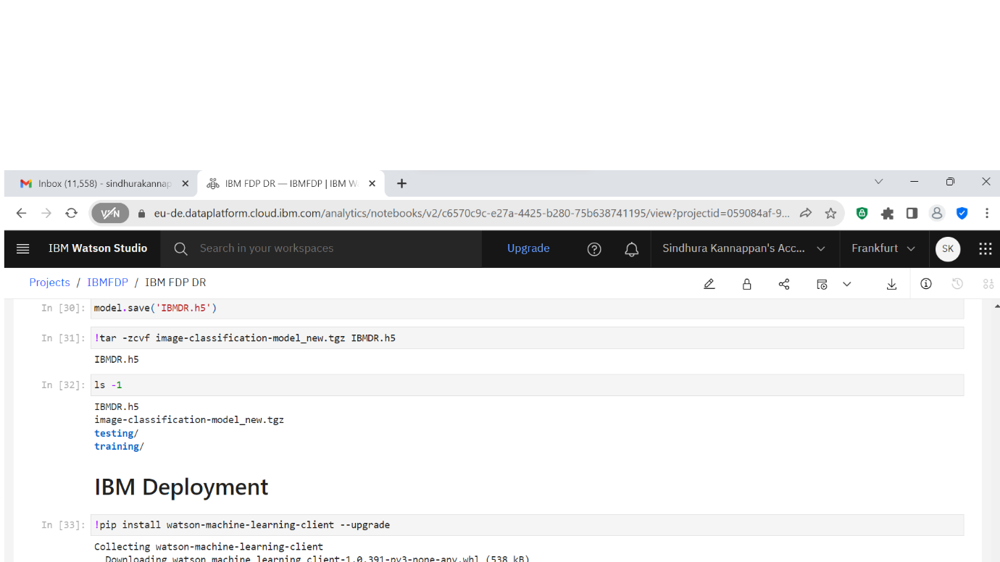 Inbox (11,558) - sindhurakannap
IBM FDP DR — IBMFDP | IBM W
VPN
eu-de.dataplatform.cloud.ibm.com/analytics/notebooks/v2/c6570c9c-e27a-4425-b280-75b638741195/view?projectid=059084af-9...
IBM Watson Studio
Search in your workspaces
Upgrade
Sindhura Kannappan's Acc...
Frankfurt
SK
Projects / IBMFDP / IBM FDP DR
In [30]: model.save('IBMDR.h5')
In [31]: !tar -zcvf image-classification-model_new.tgz IBMDR.h5
IBMDR.h5
In [32]: ls -1
IBMDR.h5
image-classification-model_new.tgz
testing/
training/
IBM Deployment
In [33]: !pip install watson-machine-learning-client --upgrade
Collecting watson-machine-learning-client
Downloading watson_machine_learning_client-1.0.391-py3-none-any.whl (538 kB)